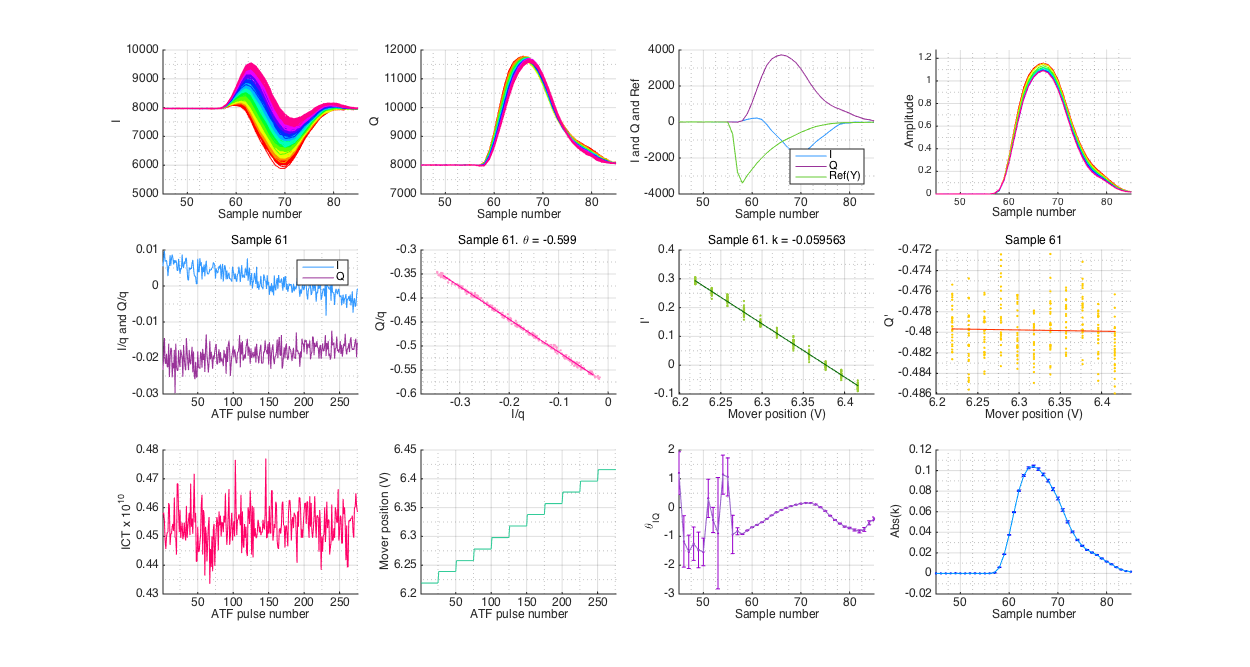 10000
9000
8000
7000
6000
5000
I
50 60 70 80
Sample number
12000
11000
10000
9000
8000
7000
Q
50 60 70 80
Sample number
4000
2000
0
-2000
-4000
I and Q and Ref
I
Q
Ref(Y)
50 60 70 80
Sample number
1.2
1
0.8
0.6
0.4
0.2
0
Amplitude
50 60 70 80
Sample number
Sample 61
0.01
0
-0.01
-0.02
-0.03
I/q and Q/q
I
Q
50 100 150 200 250
ATF pulse number
Sample 61. θ = -0.599
-0.3
-0.35
-0.4
-0.45
-0.5
-0.55
-0.6
Q/q
-0.3 -0.2 -0.1 0
I/q
Sample 61. k = -0.059563
0.4
0.3
0.2
0.1
0
-0.1
I'
6.2 6.25 6.3 6.35 6.4
Mover position (V)
Sample 61
-0.472
-0.474
-0.476
-0.478
-0.48
-0.482
-0.484
-0.486
Q'
6.2 6.25 6.3 6.35 6.4
Mover position (V)
0.48
0.47
0.46
0.45
0.44
0.43
ICT x 10^10
50 100 150 200 250
ATF pulse number
6.45
6.4
6.35
6.3
6.25
6.2
Mover position (V)
50 100 150 200 250
ATF pulse number
2
1
0
-1
-2
-3
θIQ
50 60 70 80
Sample number
0.12
0.1
0.08
0.06
0.04
0.02
0
-0.02
Abs(k)
50 60 70 80
Sample number